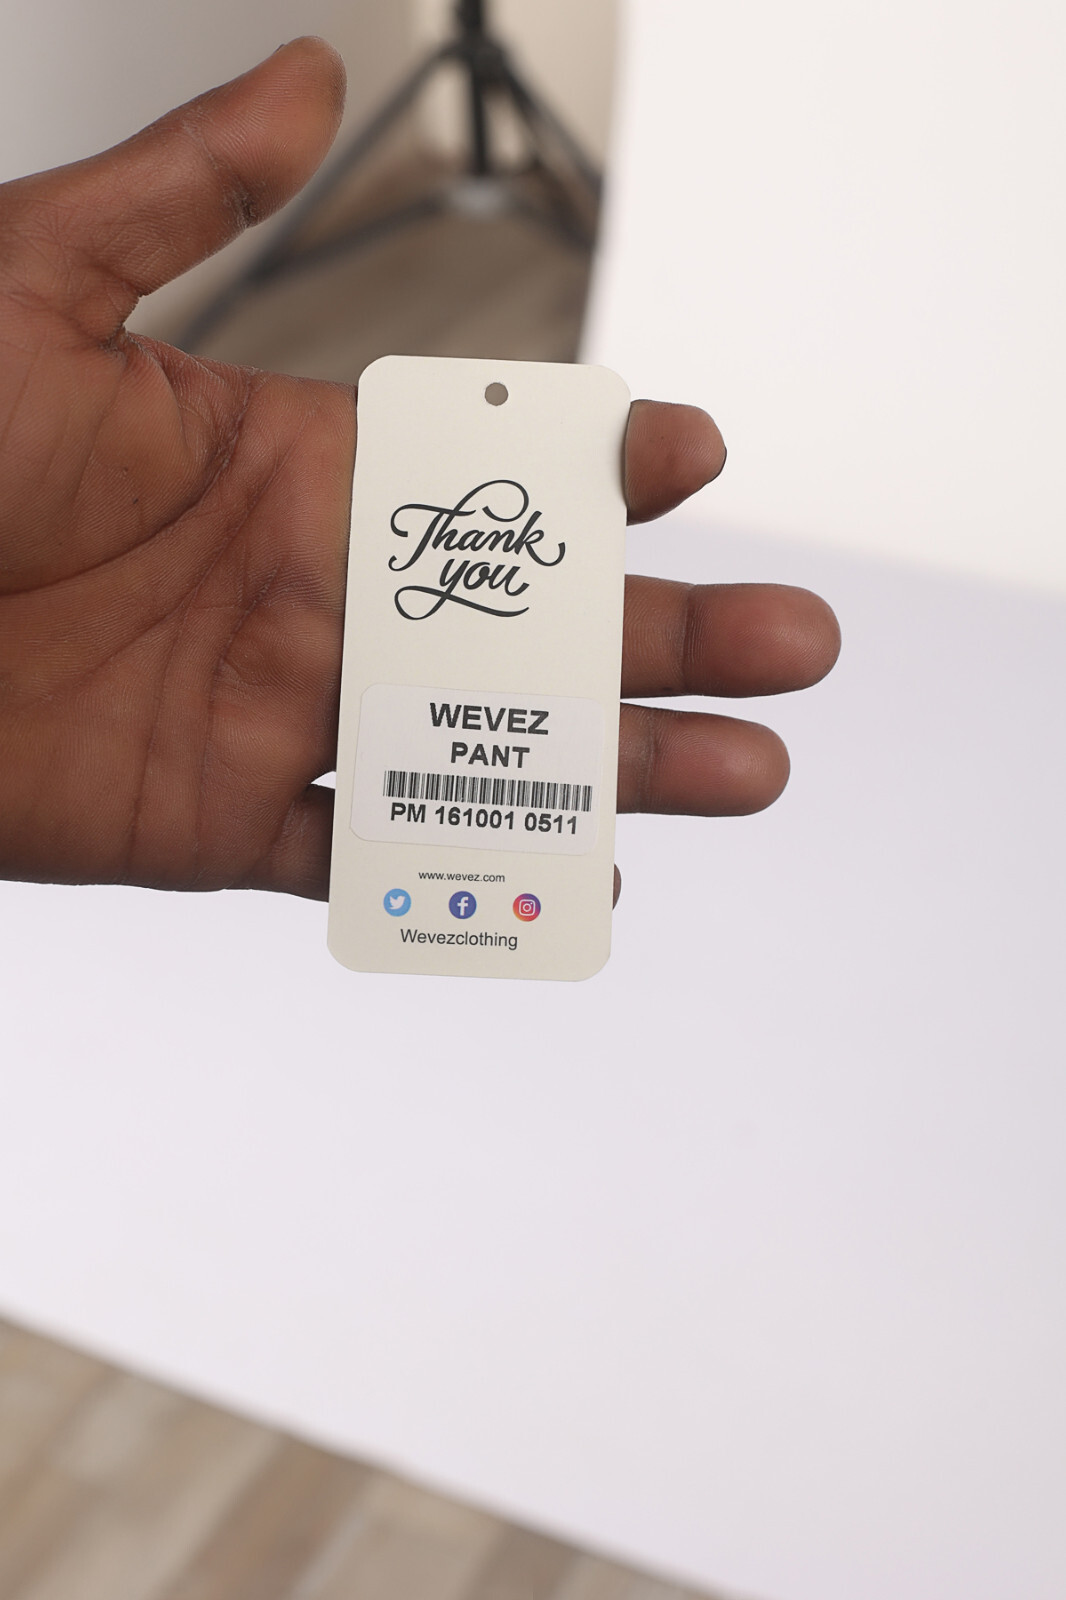 Thank
you
WEVEZ
PANT
PM 161001 0511
www.wevez.com
Wevezclothing